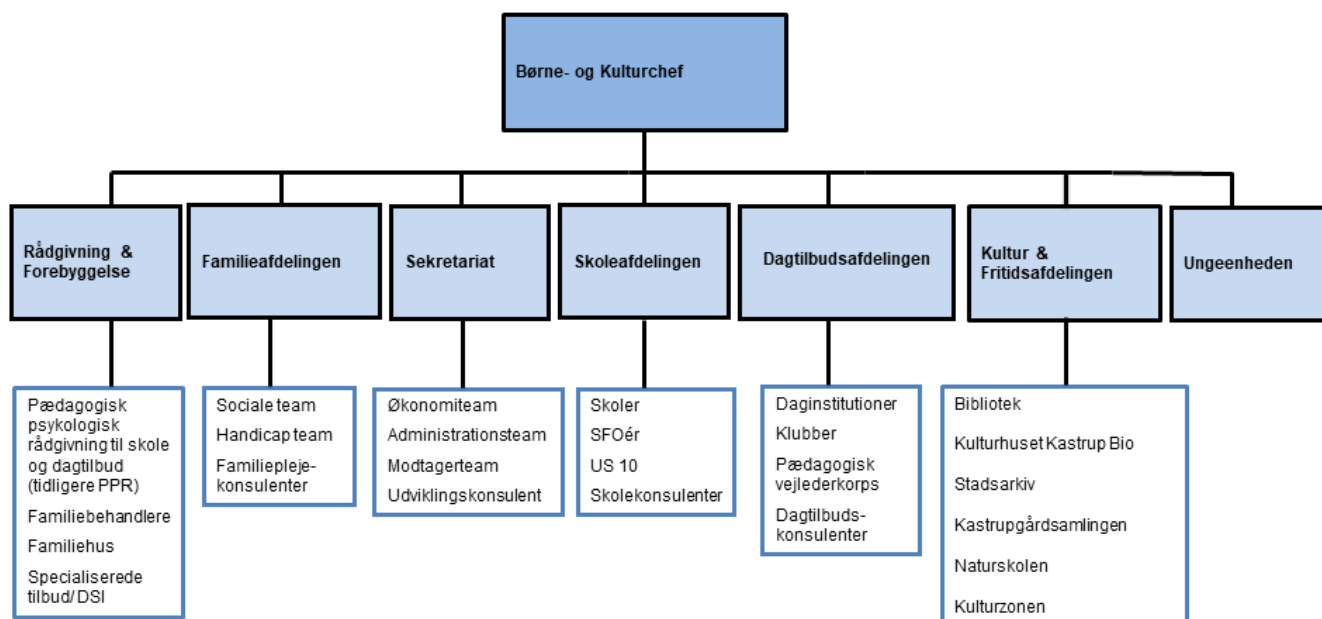 Børne- og Kulturchef
Rådgivning &
Forebyggelse
Familieafdelingen
Sekretariat
Skoleafdelingen
Dagtilbudsafdelingen
Kultur &
Fritidsafdelingen
Ungeenheden
Pædagogisk
psykologisk
rådgivning til skole
og dagtilbud
(tidligere PPR)
Familiebehandlere
Familiehus
Specialiserede
tilbud/ DSI
Sociale team
Handicap team
Familiepleje-
konsulenter
Økonomiteam
Administrationsteam
Modtagerteam
Udviklingskonsulent
Skoler
SFOér
US 10
Skolekonsulenter
Daginstitutioner
Klubber
Pædagogisk
vejlederkorps
Dagtilbuds-
konsulenter
Bibliotek
Kulturhuset Kastrup Bio
Stadsarkiv
Kastrupgårdsamlingen
Naturskolen
Kulturzonen